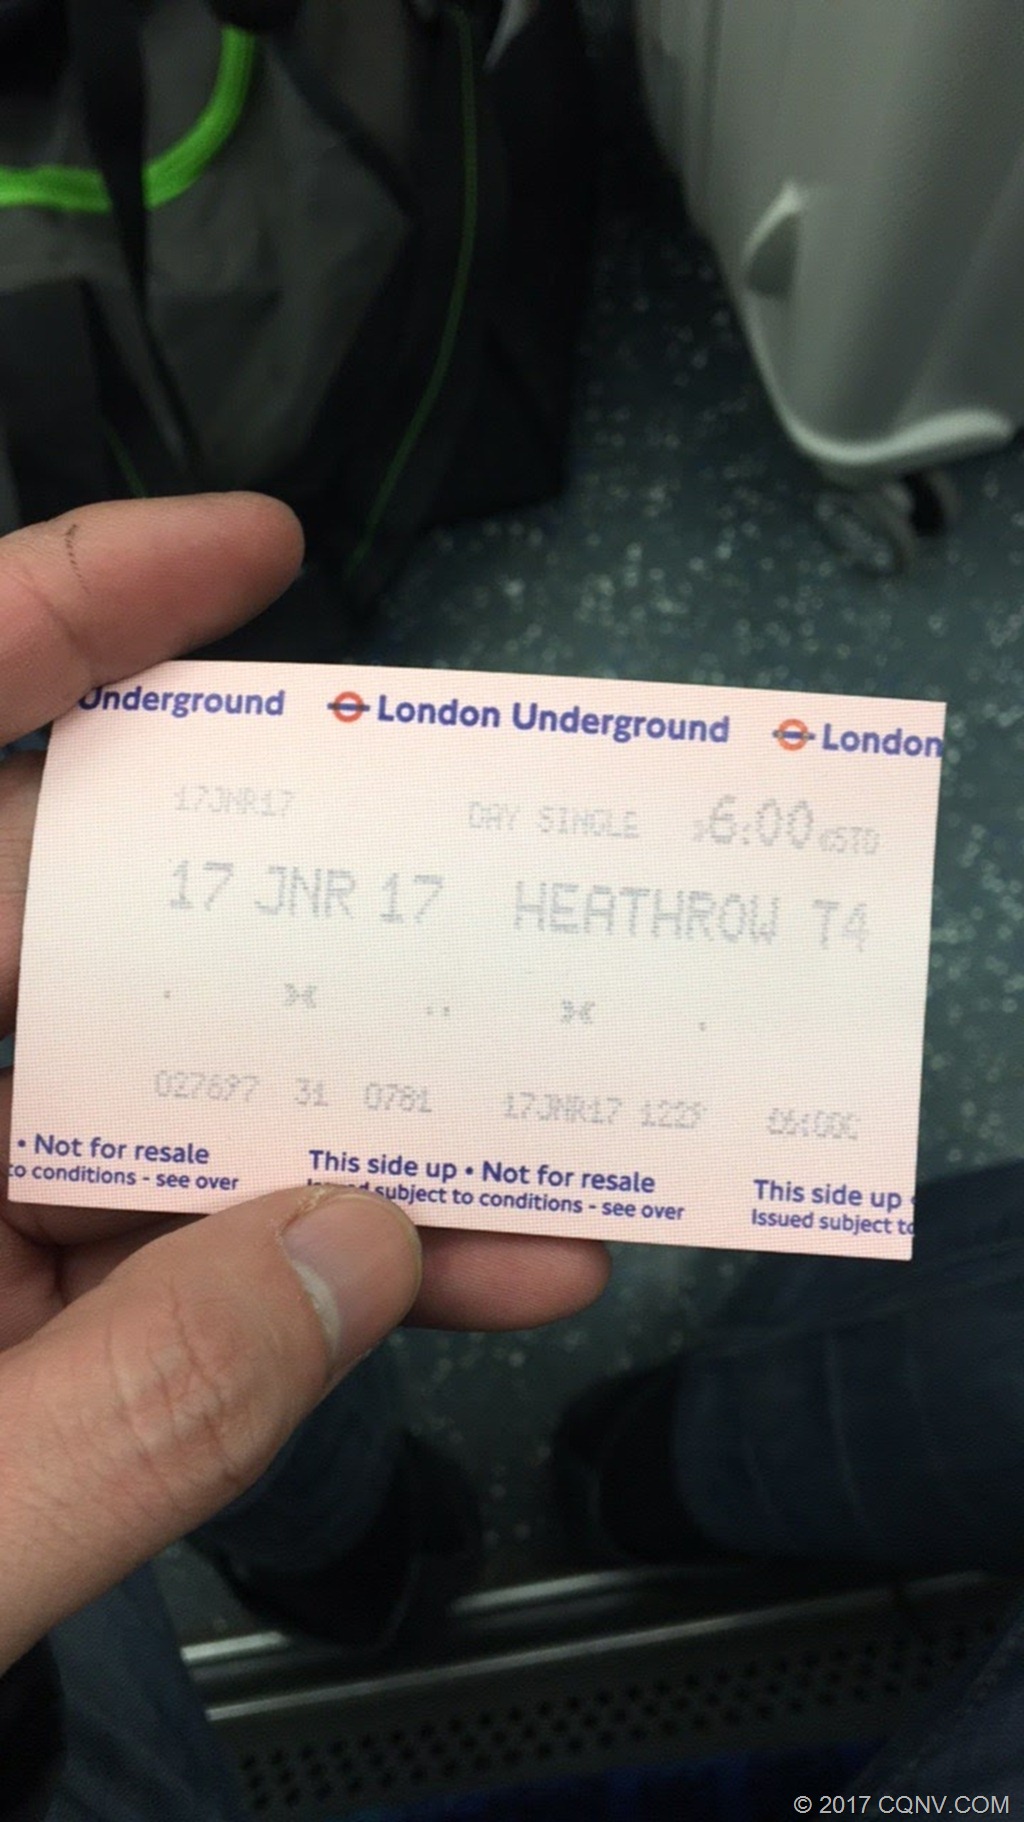 Underground London Underground London
17JNR17 DAY SINGLE £6:00 STD
17 JNR 17 HEATHROW T4
027697 31 0781 17JNR17
• Not for resale This side up • Not for resale This side up
to conditions - see over Issued subject to conditions - see over Issued subject to
© 2017 CQNV.COM